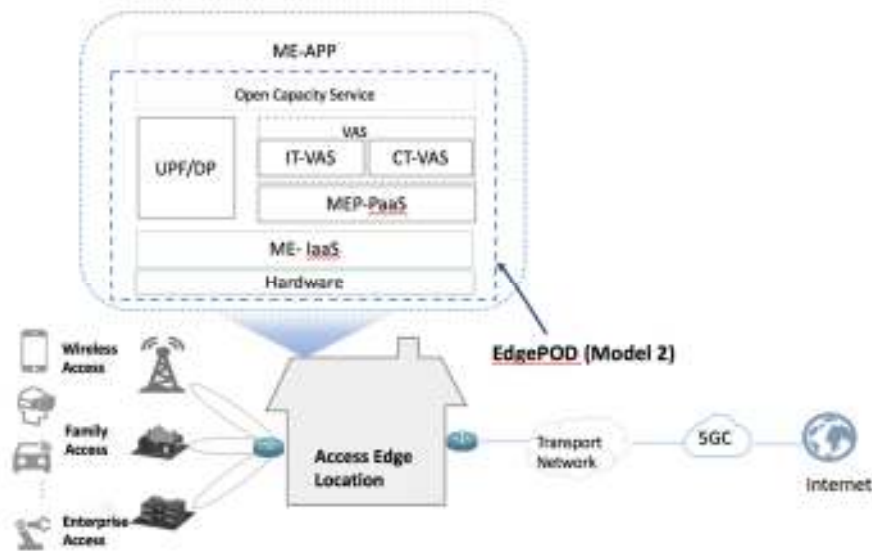 ME-APP
Open Capacity Service
VAS
UPF/DP
IT-VAS
CT-VAS
MEP-PaaS
ME- IaaS
Hardware
EdgePOD (Model 2)
Wireless
Access
Family
Access
Enterprise
Access
Access Edge
Location
Transport
Network
5GC
Internet